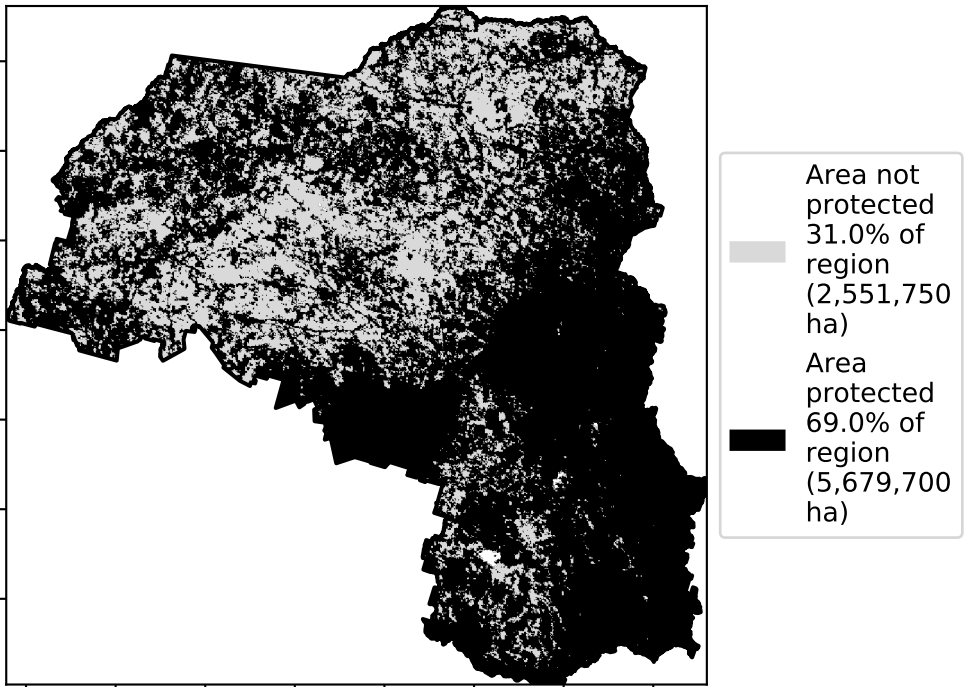 Area not
protected
31.0% of
region
(2,551,750
ha)
Area
protected
69.0% of
region
(5,679,700
ha)